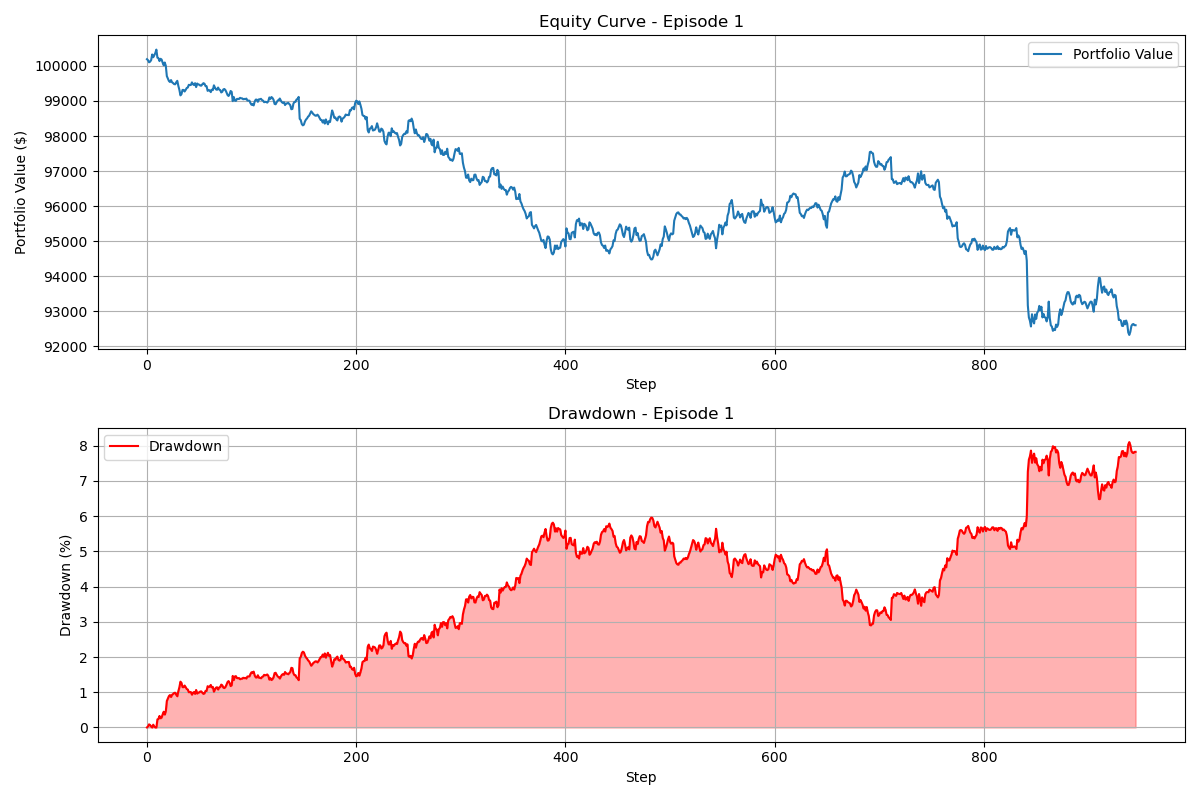 Equity Curve - Episode 1
Portfolio Value ($)
100000
99000
98000
97000
96000
95000
94000
93000
92000
Portfolio Value
0 200 400 600 800
Step
Drawdown - Episode 1
Drawdown (%)
8
7
6
5
4
3
2
1
0
Drawdown
0 200 400 600 800
Step